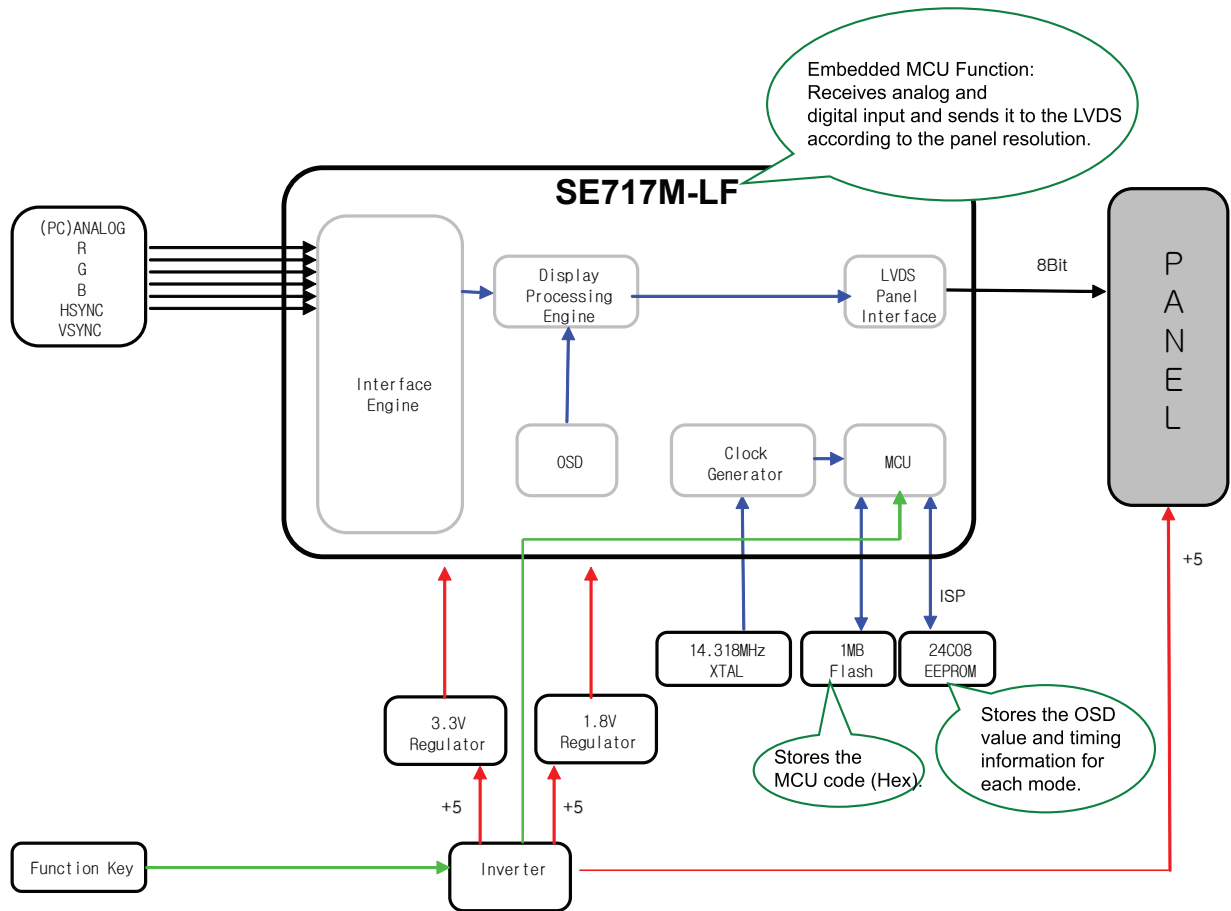 Embedded MCU Function:
Receives analog and
digital input and sends it to the LVDS
according to the panel resolution.
SE717M-LF
(PC)ANALOG
R
G
B
HSYNC
VSYNC
Interface
Engine
Display
Processing
Engine
LVDS
Panel
Interface
8Bit
P
A
N
E
L
OSD
Clock
Generator
MCU
+5
ISP
14.318MHz
XTAL
1MB
Flash
24C08
EEPROM
3.3V
Regulator
1.8V
Regulator
Stores the
MCU code (Hex).
Stores the OSD
value and timing
information for
each mode.
+5
+5
Function Key
Inverter